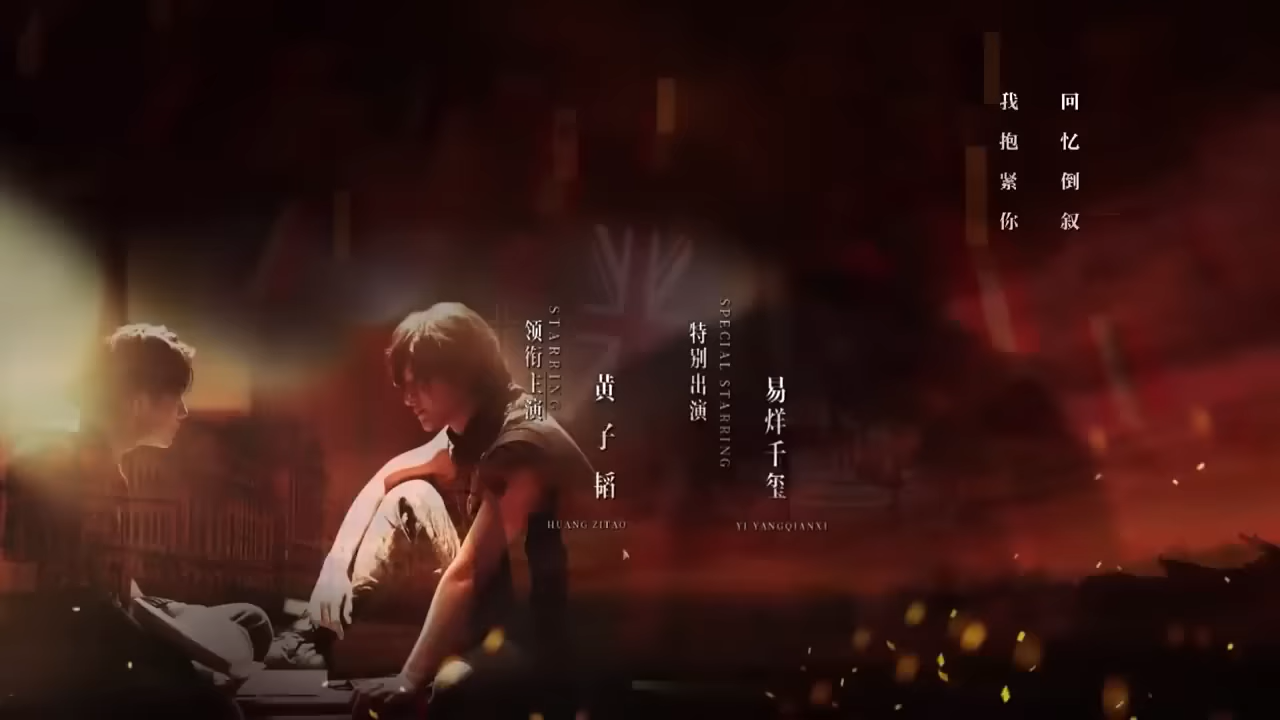 回忆倒叙
我抱紧你
领衔主演
STARRING
黄子韬
HUANG ZITAO
特别出演
SPECIAL STARRING
易烊千玺
YI YANGQIANXI